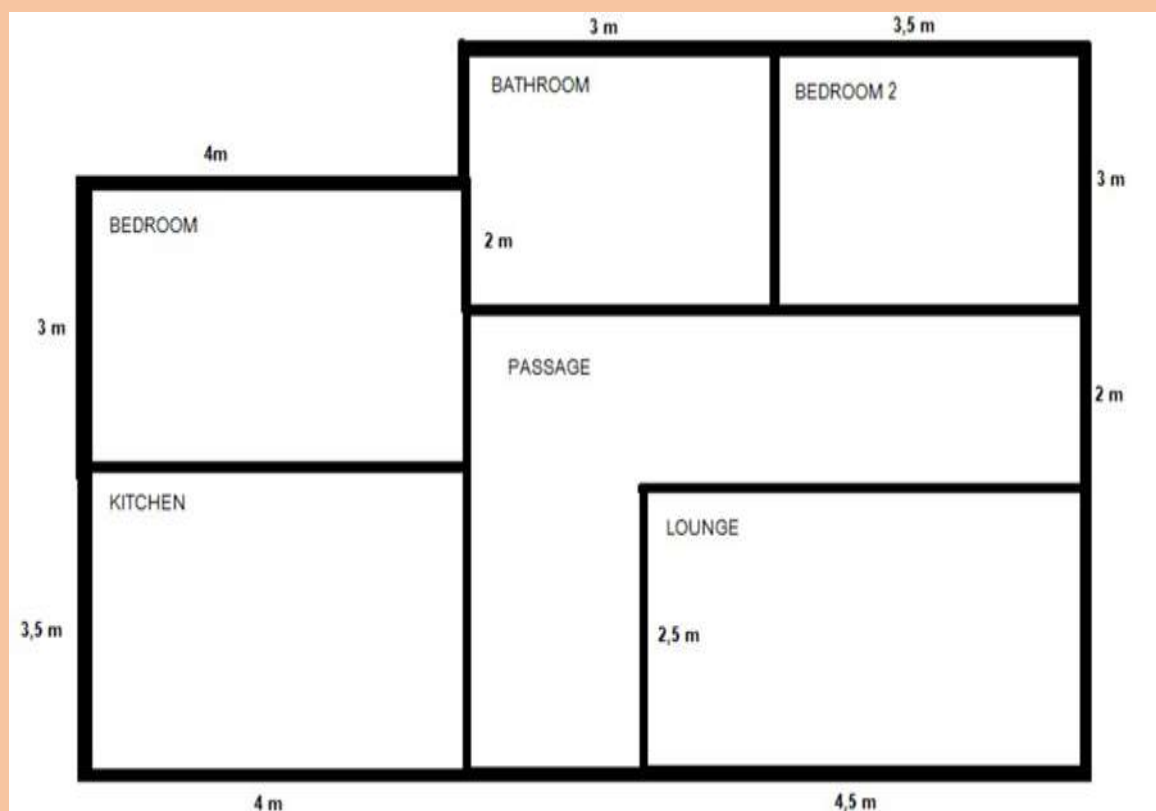 3 m
3,5 m
BATHROOM
BEDROOM 2
4m
3 m
BEDROOM
2 m
3 m
PASSAGE
2 m
KITCHEN
LOUNGE
3,5 m
2,5 m
4 m
4,5 m